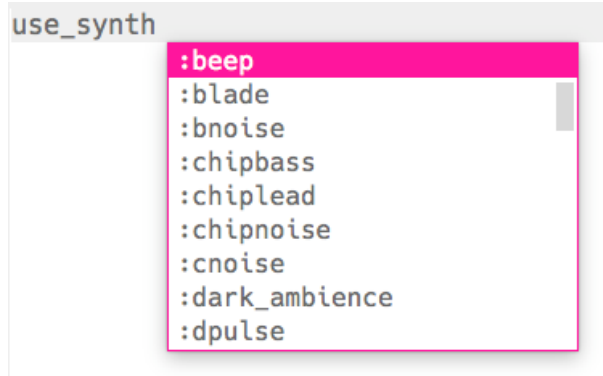 use_synth
:beep
:blade
:bnoise
:chipbass
:chiplead
:chipnoise
:cnoise
:dark_ambience
:dpulse